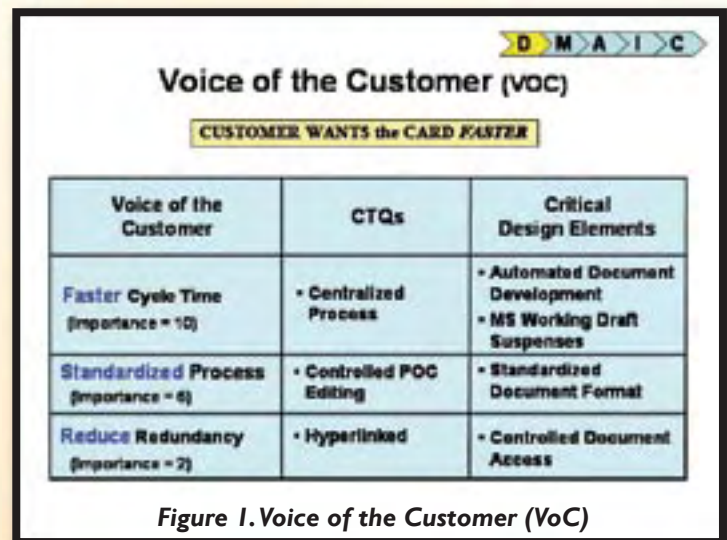 D M A I C
Voice of the Customer (VOC)
CUSTOMER WANTS the CARD FASTER
Voice of the
Customer
CTQs
Critical
Design Elements
Faster Cycle Time
(Importance = 10)
• Centralized
Process
• Automated Document
Development
• MS Working Draft
Suspenses
Standardized Process
(Importance = 6)
• Controlled POC
Editing
• Standardized
Document Format
Reduce Redundancy
(Importance = 2)
• Hyperlinked
• Controlled Document
Access
Figure 1. Voice of the Customer (VoC)